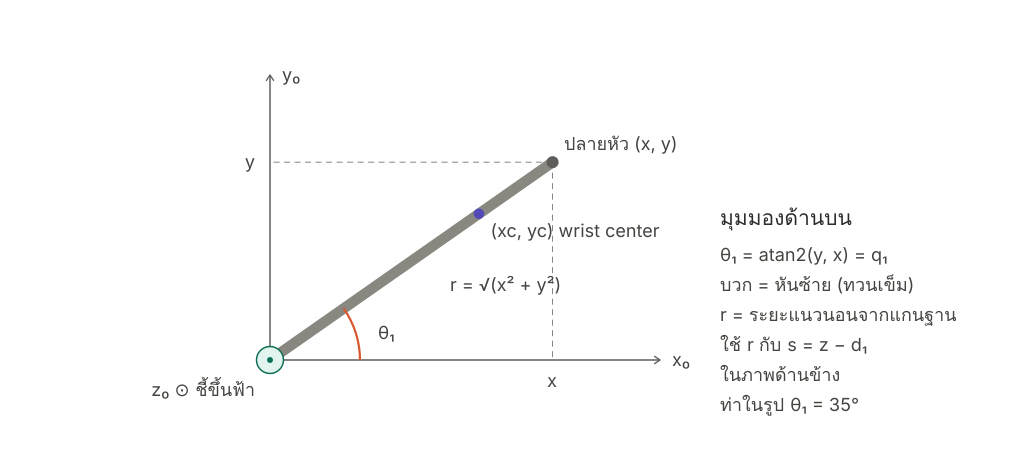 y₀
ปลายหัว (x, y)
y
(xc, yc) wrist center
r = √(x² + y²)
θ₁
x₀
x
z₀ ⊙ ชี้ขึ้นฟ้า
มุมมองด้านบน
θ₁ = atan2(y, x) = q₁
บวก = หันซ้าย (ทวนเข็ม)
r = ระยะแนวนอนจากแกนฐาน
ใช้ r กับ s = z − d₁
ในภาพด้านข้าง
ท่าในรูป θ₁ = 35°